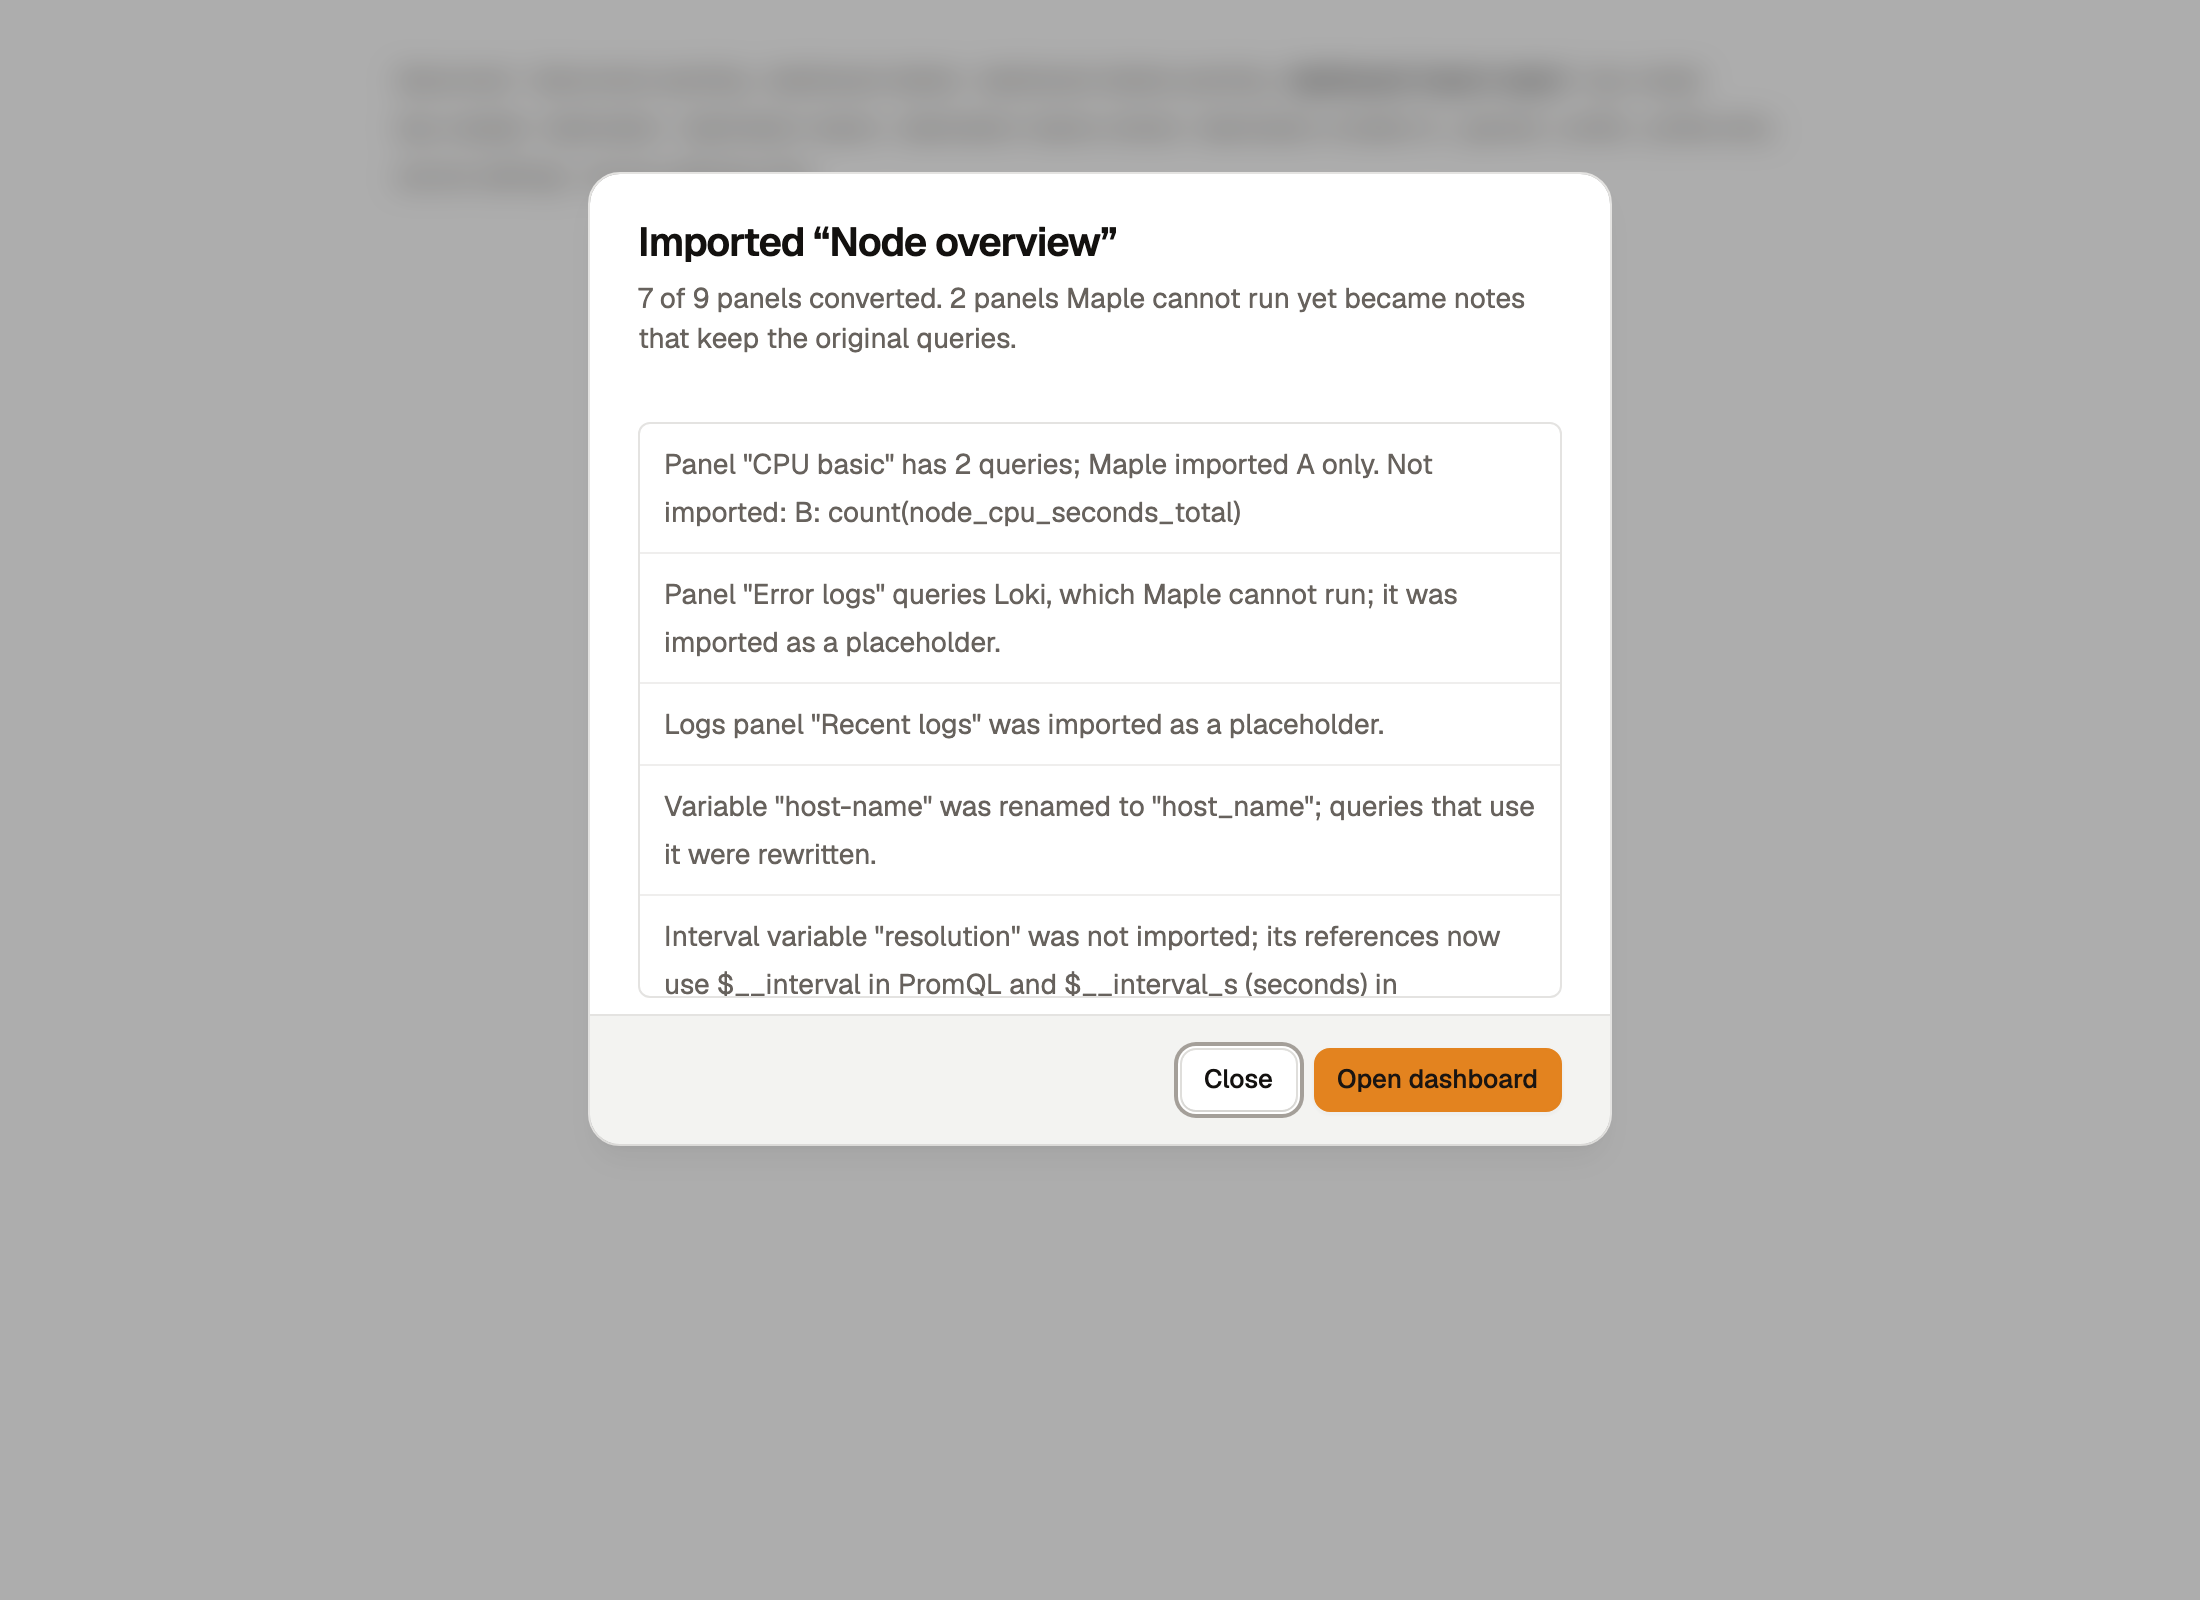 Imported “Node overview”
7 of 9 panels converted. 2 panels Maple cannot run yet became notes
that keep the original queries.
Panel "CPU basic" has 2 queries; Maple imported A only. Not
imported: B: count(node_cpu_seconds_total)
Panel "Error logs" queries Loki, which Maple cannot run; it was
imported as a placeholder.
Logs panel "Recent logs" was imported as a placeholder.
Variable "host-name" was renamed to "host_name"; queries that use
it were rewritten.
Interval variable "resolution" was not imported; its references now
use $__interval in PromQL and $__interval_s (seconds) in
Close
Open dashboard